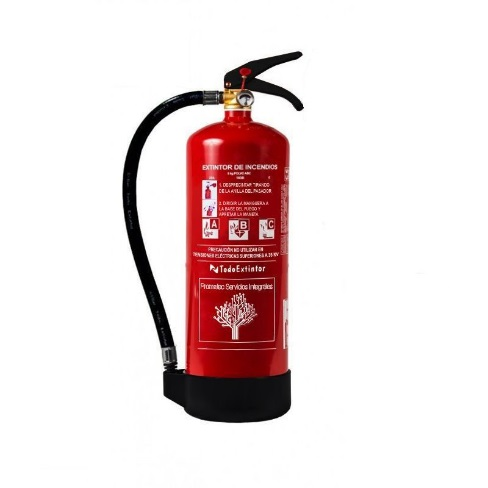 EXTINTOR DE INCENDIOS
1. DESPRECINTAR TIRANDO
DE LA ANILLA DEL PASADOR
2. DIRIGIR LA MANGUERA A
LA BASE DEL FUEGO Y
APRETAR LA MANETA
A B C
PRECAUCIÓN NO UTILIZAR EN
TENSIONES ELÉCTRICAS SUPERIORES A 35 KV
TodoExtintor
Prometec Servicios Integrales